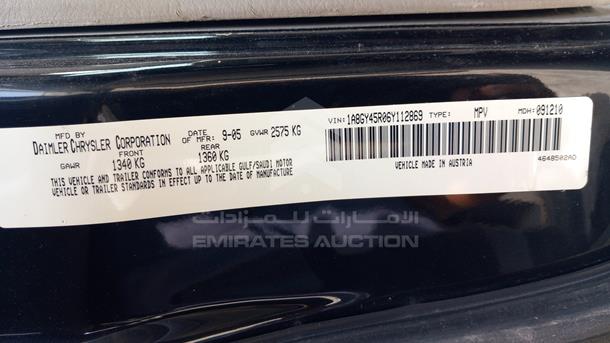 MFD BY
DAIMLERCHRYSLER CORPORATION
DATE OF MFR: 9-05
GVWR 2575 KG
GAWR FRONT 1340 KG
REAR 1360 KG
THIS VEHICLE AND TRAILER CONFORMS TO ALL APPLICABLE GULF/SAUDI MOTOR
VEHICLE OR TRAILER STANDARDS IN EFFECT UP TO THE DATE OF MANUFACTURE
VIN: 1A8GY45R06Y112869 TYPE: MPV MDH: 091210
VEHICLE MADE IN AUSTRIA
4648502AD
الإمارات للمزادات
EMIRATES AUCTION